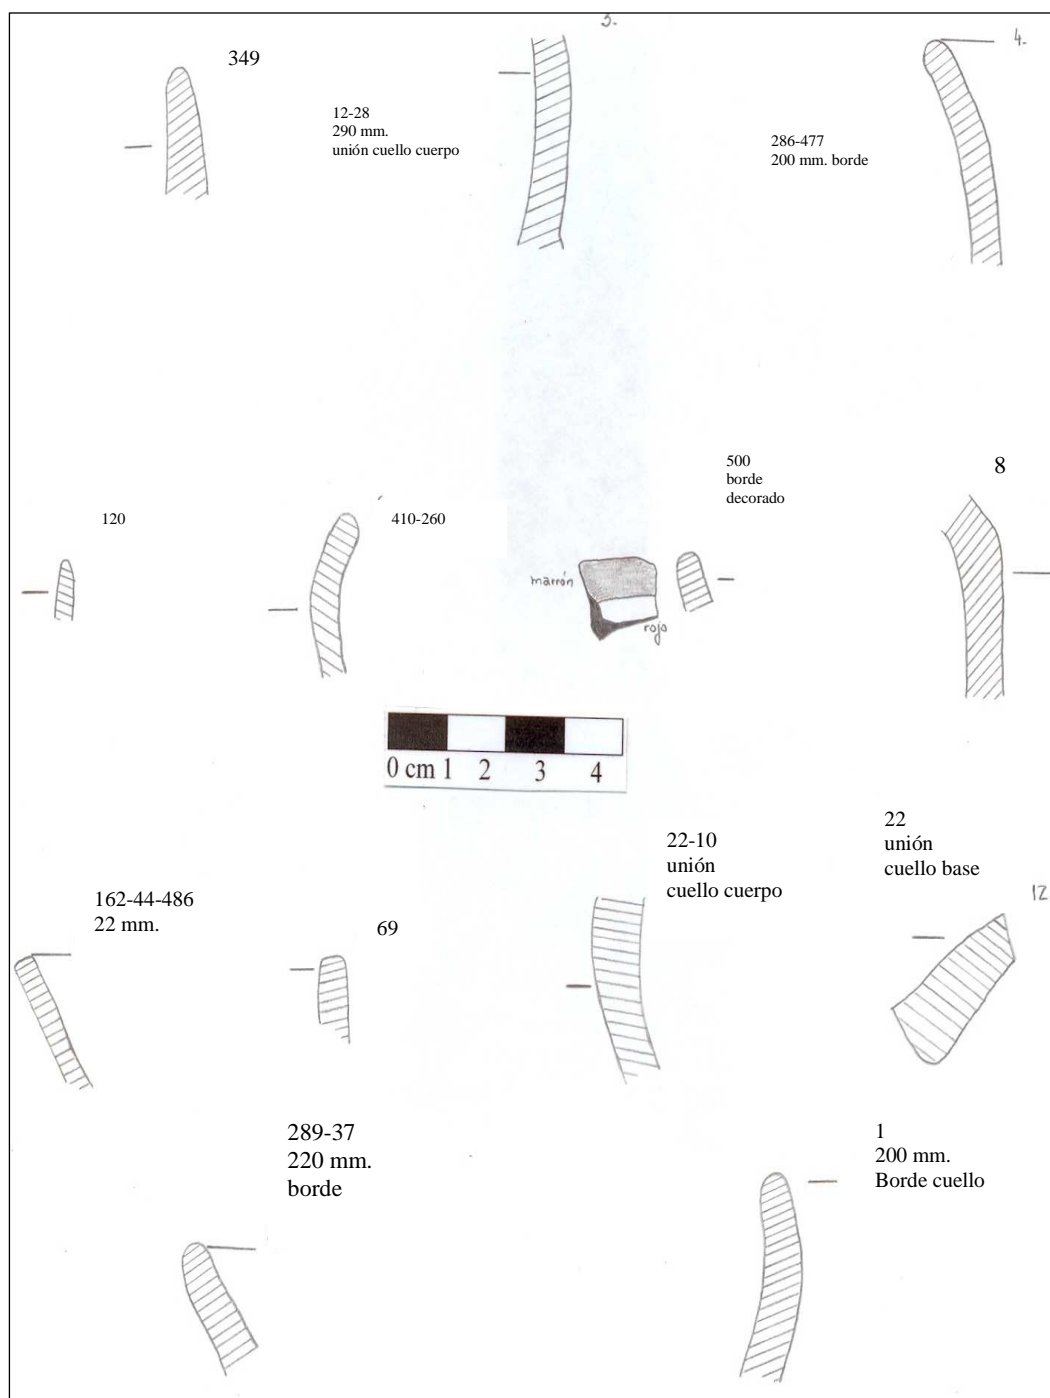 3.
349
12-28
290 mm.
unión cuello cuerpo
4.
286-477
200 mm. borde
120
410-260
500
borde
decorado
8
marrón
rojo
0 cm 1 2 3 4
162-44-486
22 mm.
69
22-10
unión
cuello cuerpo
22
unión
cuello base
12
289-37
220 mm.
borde
1
200 mm.
Borde cuello